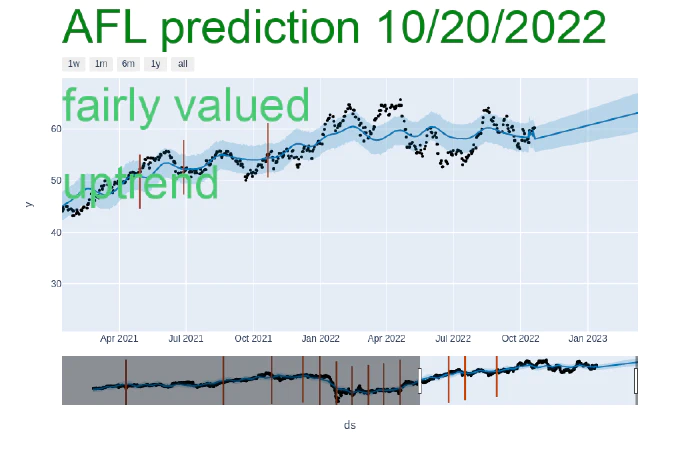 AFL prediction 10/20/2022
1w 1m 6m 1y all
fairly valued
60
uptrend
50
y
40
30
Apr 2021 Jul 2021 Oct 2021 Jan 2022 Apr 2022 Jul 2022 Oct 2022 Jan 2023
ds